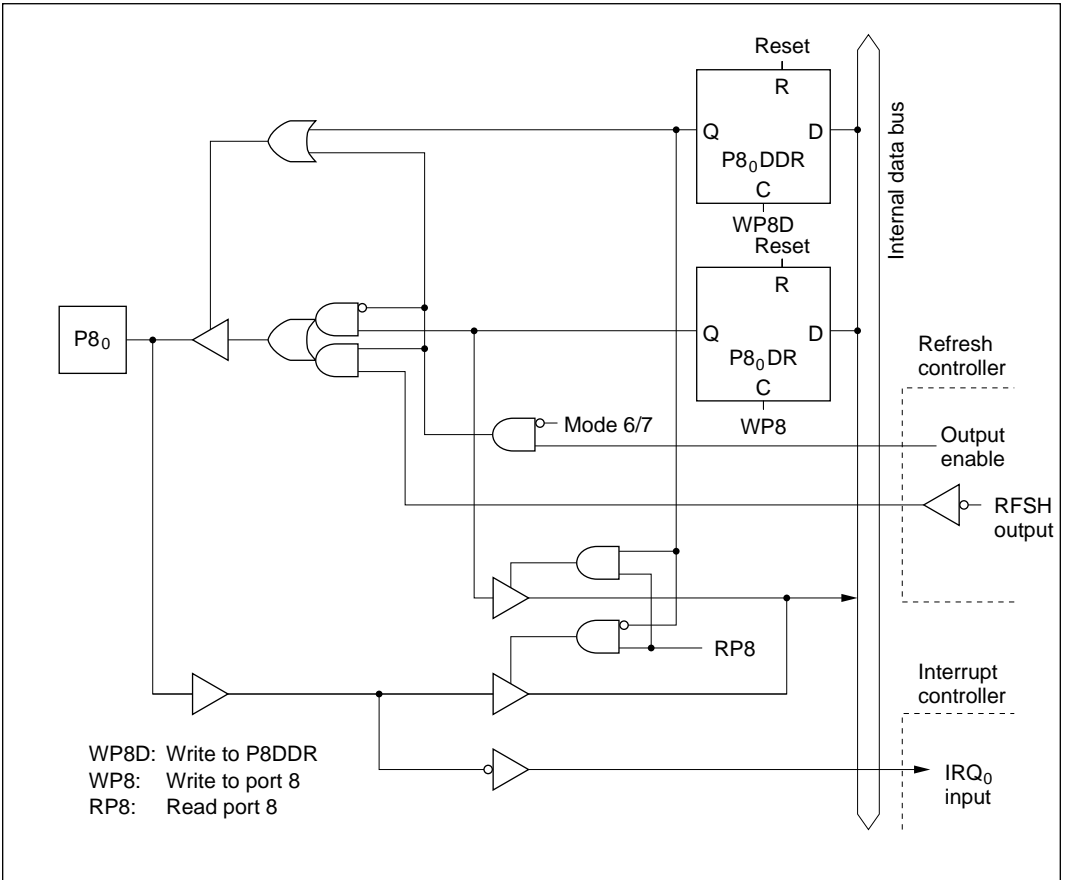 Reset
R
Q
D
P8₀DDR
C
WP8D
Internal data bus
Reset
R
P8₀
Q
D
P8₀DR
C
WP8
Refresh
controller
Mode 6/7
Output
enable
RFSH
output
RP8
Interrupt
controller
WP8D: Write to P8DDR
WP8: Write to port 8
RP8: Read port 8
IRQ₀
input